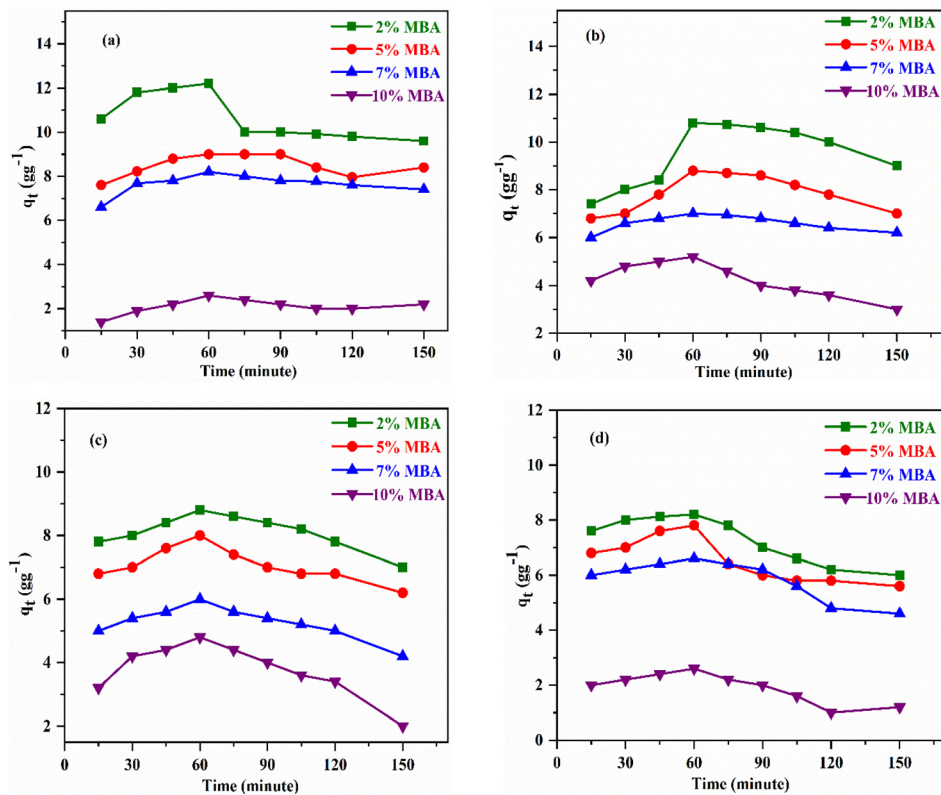 (a)
2% MBA
5% MBA
7% MBA
10% MBA
14
12
10
8
6
4
2
q_t (gg^-1)
0 30 60 90 120 150
Time (minute)
(b)
2% MBA
5% MBA
7% MBA
10% MBA
14
12
10
8
6
4
2
q_t (gg^-1)
0 30 60 90 120 150
Time (minute)
(c)
2% MBA
5% MBA
7% MBA
10% MBA
12
10
8
6
4
2
q_t (gg^-1)
0 30 60 90 120 150
Time (minute)
(d)
2% MBA
5% MBA
7% MBA
10% MBA
12
10
8
6
4
2
0
q_t (gg^-1)
0 30 60 90 120 150
Time (minute)